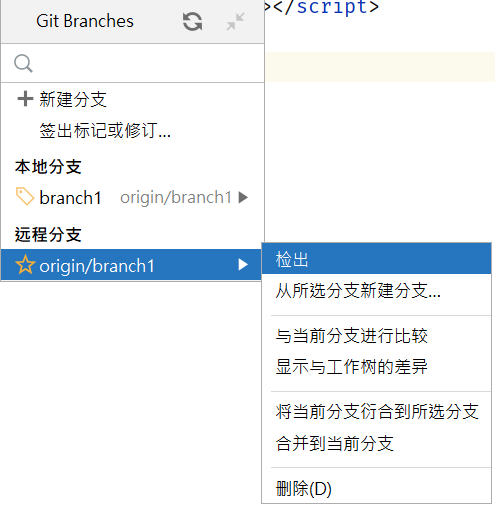 Git Branches
></script>
新建分支
签出标记或修订...
本地分支
branch1 origin/branch1
远程分支
origin/branch1
检出
从所选分支新建分支...
与当前分支进行比较
显示与工作树的差异
将当前分支衍合到所选分支
合并到当前分支
删除(D)